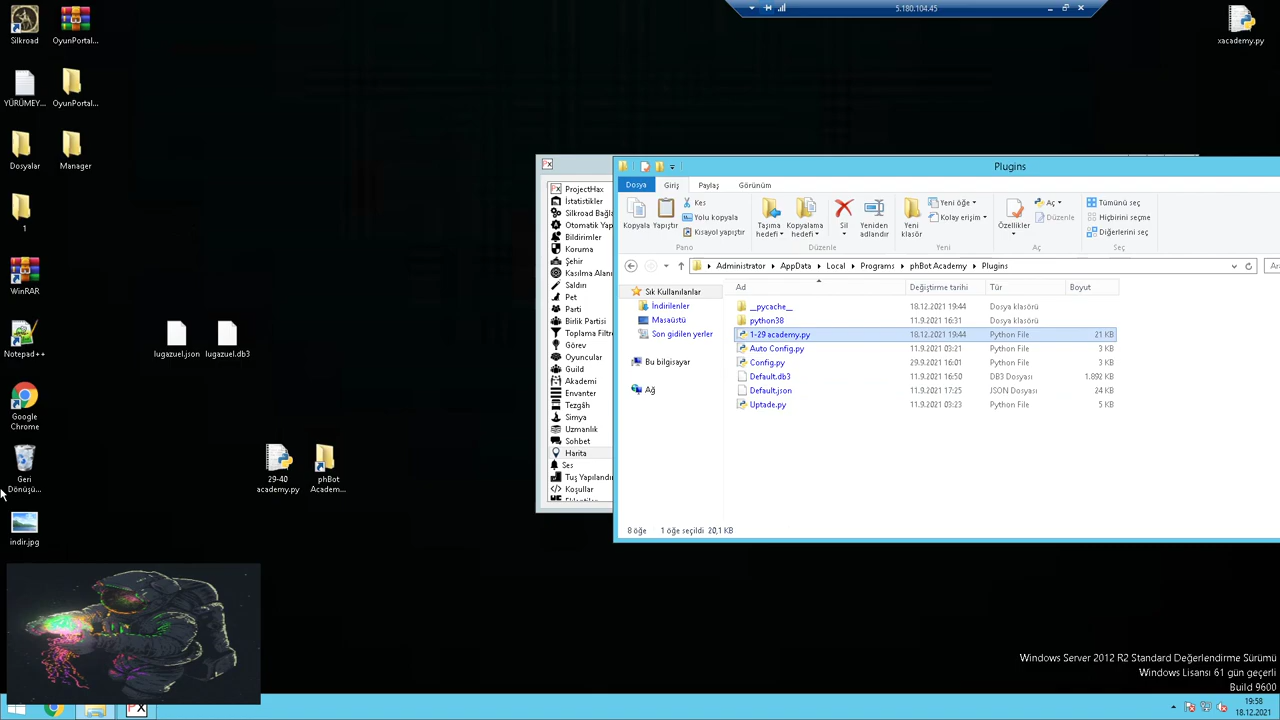 5.180.104.45
Silkroad
OyunPortal...
YÜRÜMEY...
OyunPortal...
Dosyalar
Manager
1
WinRAR
Notepad++
Google
Chrome
Geri
Dönüşü...
indir.jpg
lugazuel.json
lugazuel.db3
29-40
academy.py
phBot
Academ...
xacademy.py
ProjectHax
İstatistikler
Silkroad Bağla
Otomatik Yap
Bildirimler
Koruma
Şehir
Kasılma Alanı
Saldırı
Pet
Parti
Birlik Partisi
Toplama Filtre
Görev
Oyuncular
Guild
Akademi
Envanter
Tezgâh
Simya
Uzmanlık
Sohbet
Harita
Ses
Tuş Yapılandı
Koşullar
Plugins
Dosya
Giriş
Paylaş
Görünüm
Kopyala
Yapıştır
Kes
Yolu kopyala
Kısayol yapıştır
Pano
Taşıma
hedefi
Kopyalama
hedefi
Sil
Yeniden
adlandır
Düzenle
Yeni
klasör
Yeni öğe
Kolay erişim
Yeni
Özellikler
Aç
Düzenle
Aç
Tümünü seç
Hiçbirini seçme
Diğerlerini seç
Seç
Administrator
AppData
Local
Programs
phBot Academy
Plugins
Sık Kullanılanlar
İndirilenler
Masaüstü
Son gidilen yerler
Bu bilgisayar
Ağ
Ad Değiştirme tarihi Tür Boyut
__pycache__ 18.12.2021 19:44 Dosya klasörü
python38 11.9.2021 16:31 Dosya klasörü
1-29 academy.py 18.12.2021 19:44 Python File 21 KB
Auto Config.py 11.9.2021 03:21 Python File 3 KB
Config.py 29.9.2021 16:01 Python File 3 KB
Default.db3 11.9.2021 16:50 DB3 Dosyası 1.892 KB
Default.json 11.9.2021 17:25 JSON Dosyası 24 KB
Uptade.py 11.9.2021 03:23 Python File 5 KB
8 öğe 1 öğe seçildi 20,1 KB
Windows Server 2012 R2 Standard Değerlendirme Sürümü
Windows Lisansı 61 gün geçerli
Build 9600
19:58
18.12.2021